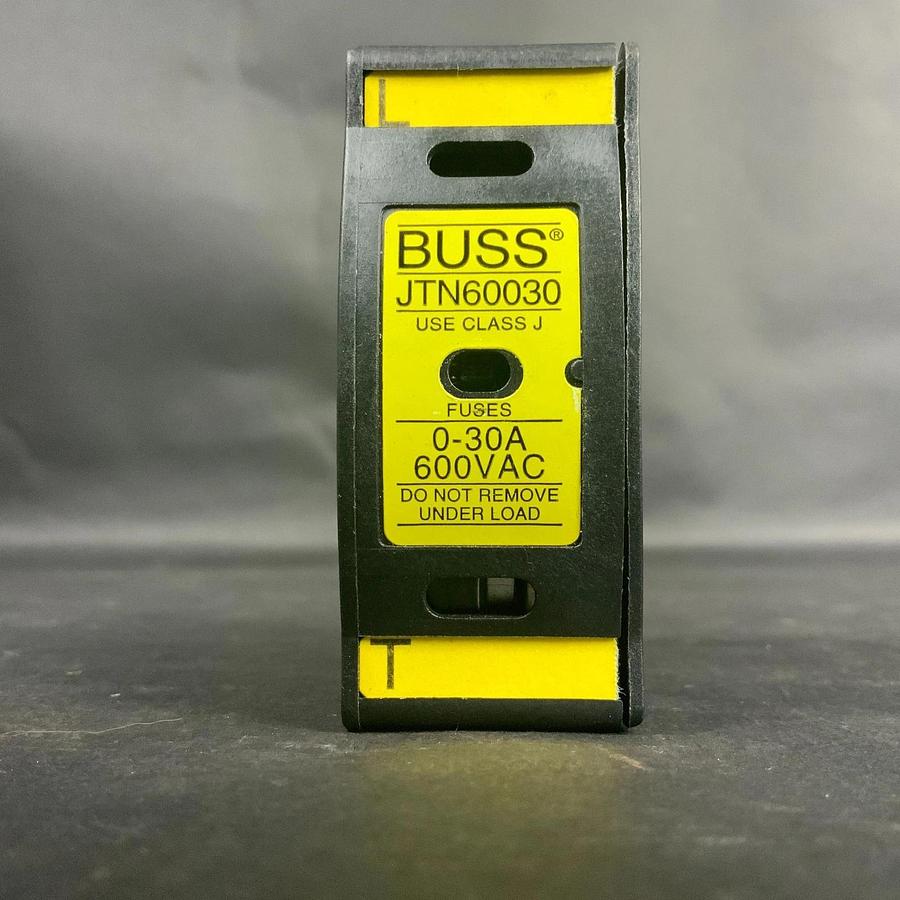 L
BUSS®
JTN60030
USE CLASS J
FUSES
0-30A
600VAC
DO NOT REMOVE
UNDER LOAD
T